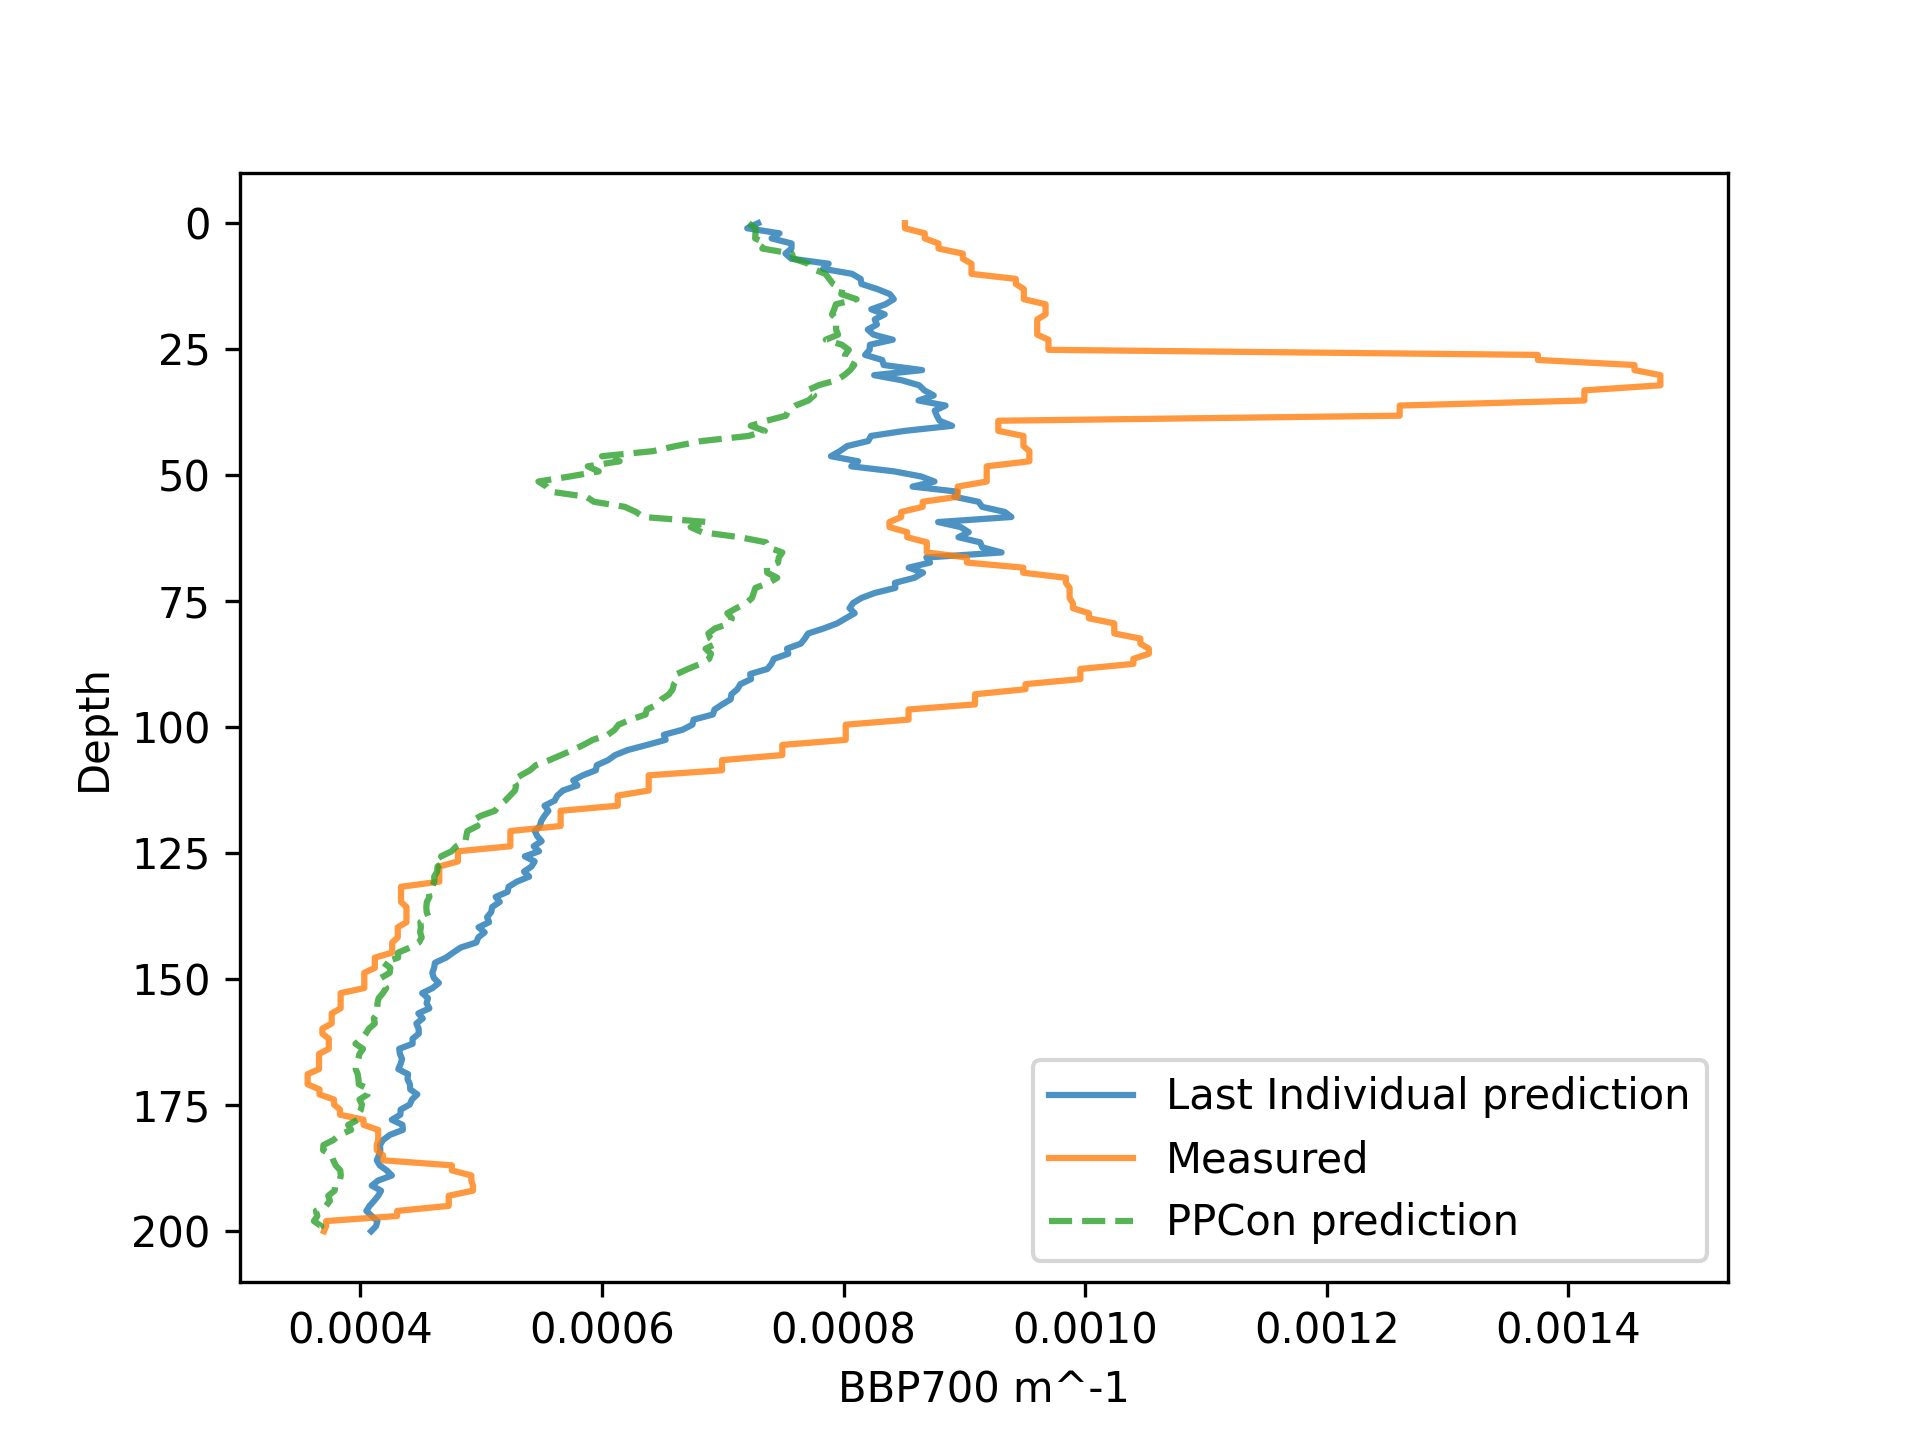 0
25
50
75
100
125
150
175
200
Depth
0.0004 0.0006 0.0008 0.0010 0.0012 0.0014
BBP700 m^-1
Last Individual prediction
Measured
PPCon prediction